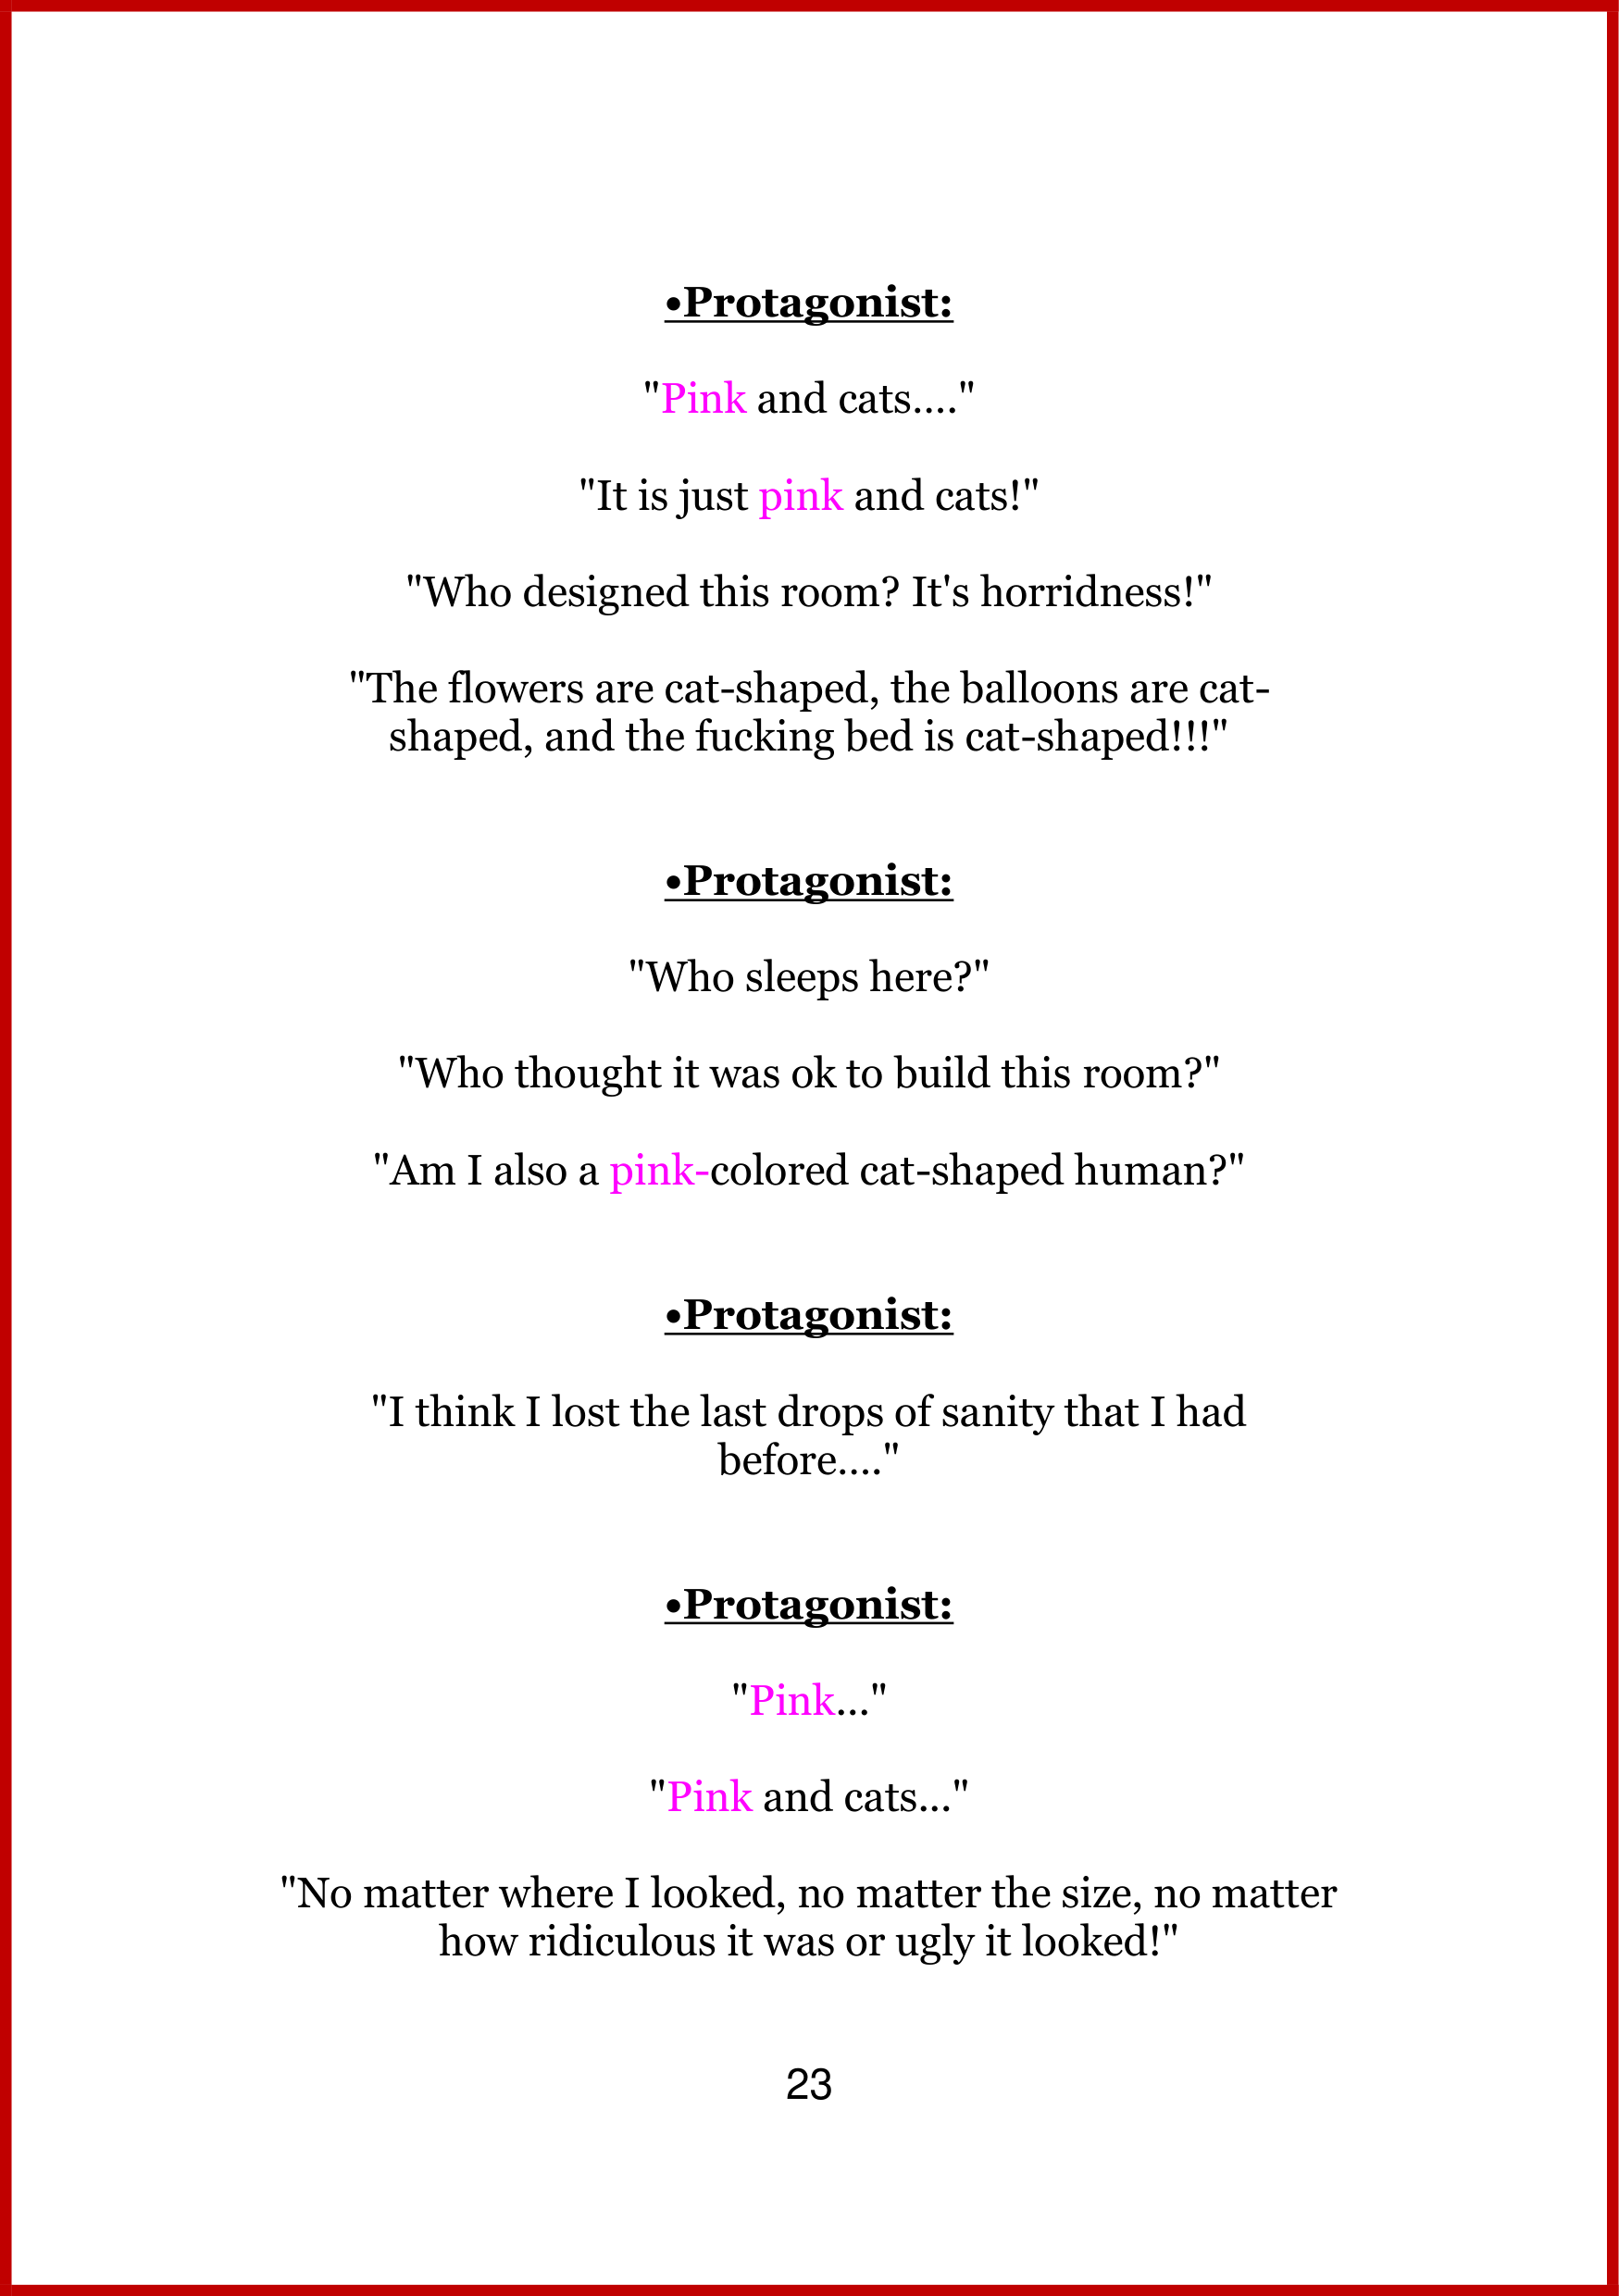 •Protagonist:
"Pink and cats...."
"It is just pink and cats!"
"Who designed this room? It's horridness!"
"The flowers are cat-shaped, the balloons are cat-
shaped, and the fucking bed is cat-shaped!!!"
•Protagonist:
"Who sleeps here?"
"Who thought it was ok to build this room?"
"Am I also a pink-colored cat-shaped human?"
•Protagonist:
"I think I lost the last drops of sanity that I had
before...."
•Protagonist:
"Pink..."
"Pink and cats..."
"No matter where I looked, no matter the size, no matter
how ridiculous it was or ugly it looked!"
23